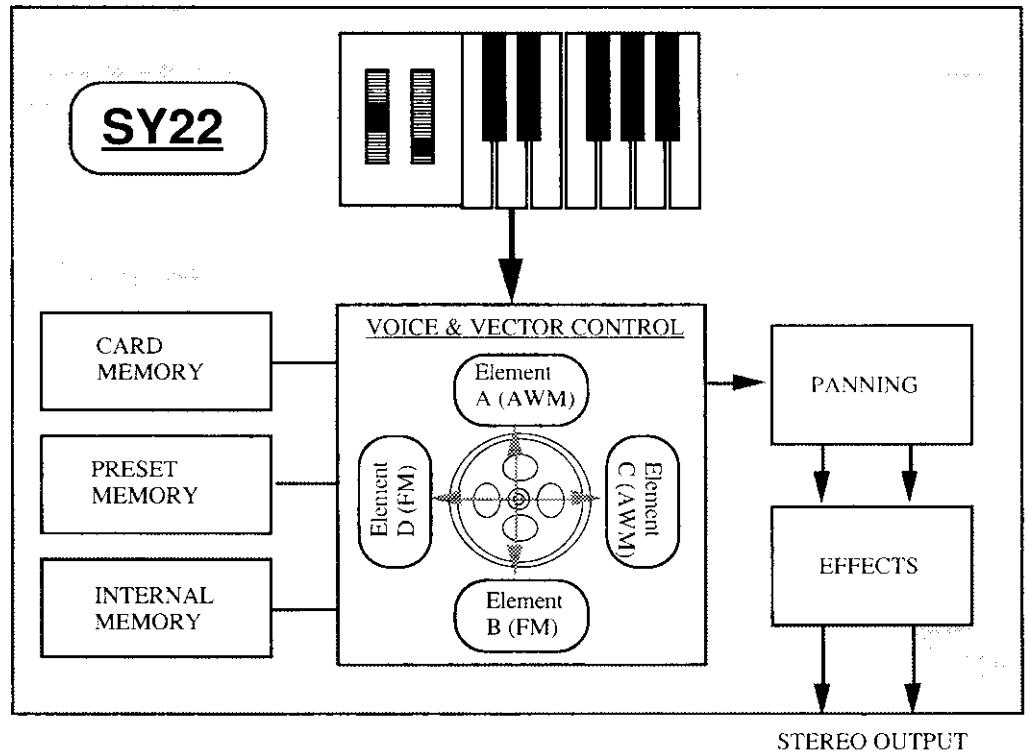 SY22
VOICE & VECTOR CONTROL
CARD
MEMORY
PRESET
MEMORY
INTERNAL
MEMORY
Element
A (AWM)
Element
D (FM)
Element
C (AWM)
Element
B (FM)
PANNING
EFFECTS
STEREO OUTPUT